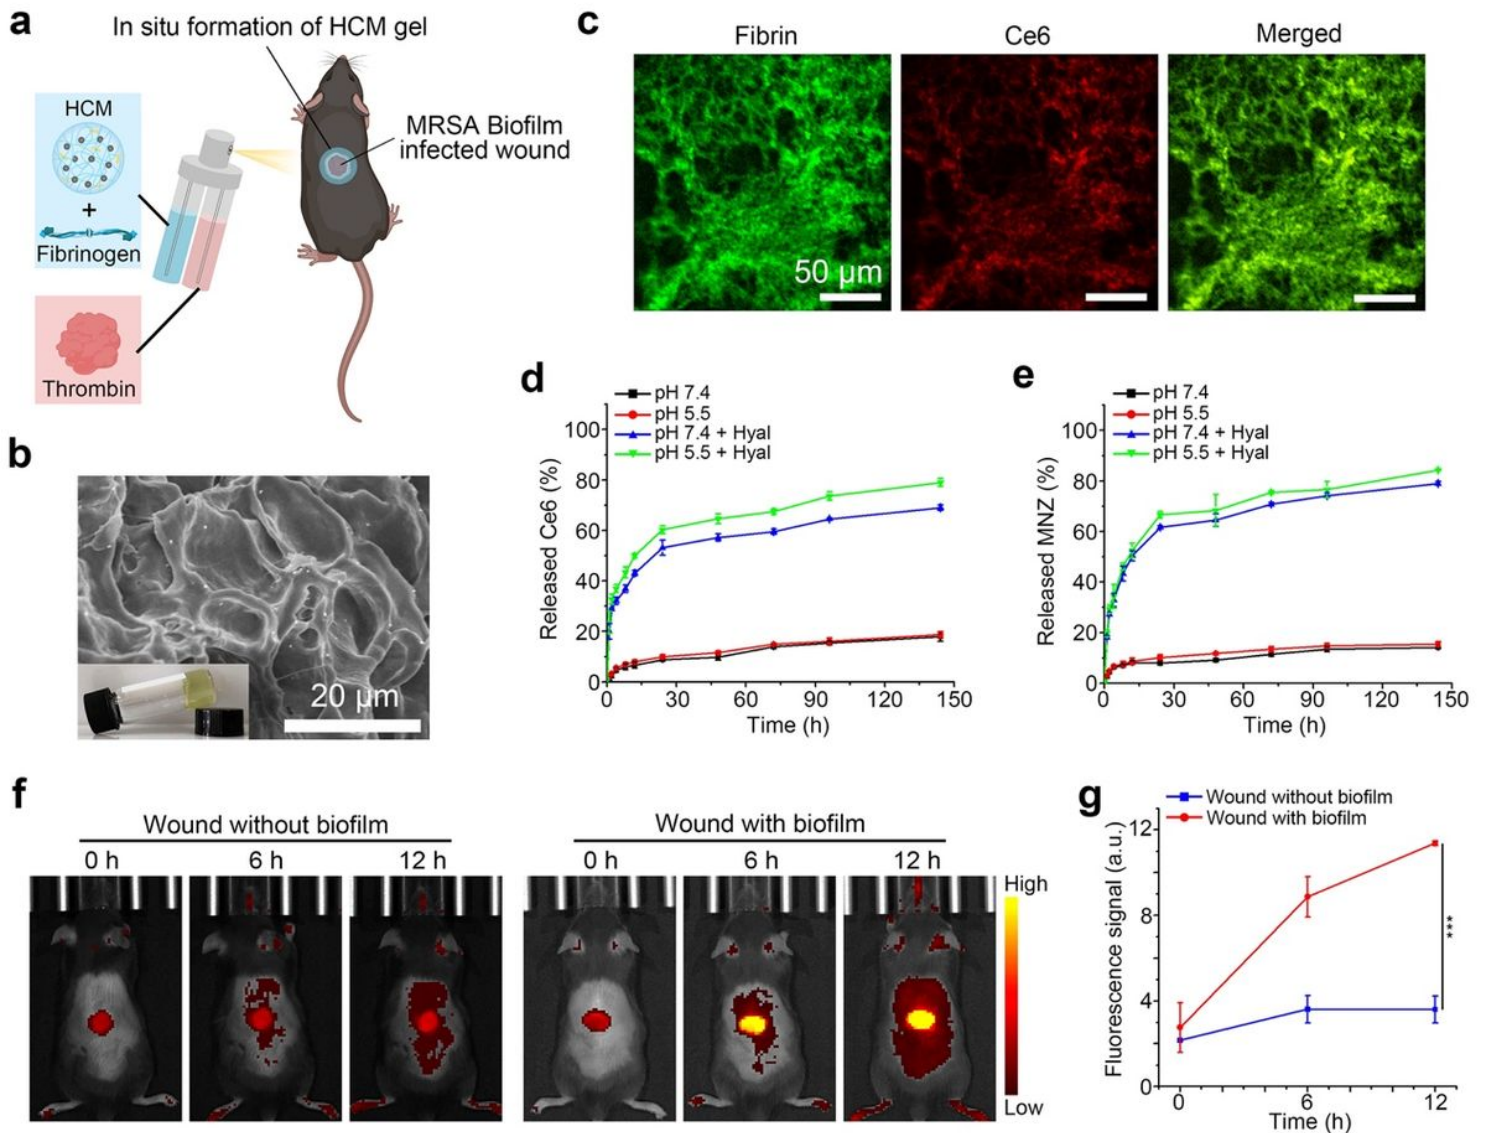 a
In situ formation of HCM gel
HCM
+
Fibrinogen
Thrombin
MRSA Biofilm
infected wound
b
20 µm
c
Fibrin
Ce6
Merged
50 µm
d
pH 7.4
pH 5.5
pH 7.4 + Hyal
pH 5.5 + Hyal
Released Ce6 (%)
100
80
60
40
20
0
0 30 60 90 120 150
Time (h)
e
pH 7.4
pH 5.5
pH 7.4 + Hyal
pH 5.5 + Hyal
Released MNZ (%)
100
80
60
40
20
0
0 30 60 90 120 150
Time (h)
f
Wound without biofilm
0 h 6 h 12 h
Wound with biofilm
0 h 6 h 12 h
High
Low
g
Wound without biofilm
Wound with biofilm
Fluorescence signal (a.u.)
12
8
4
0
0 6 12
Time (h)
***